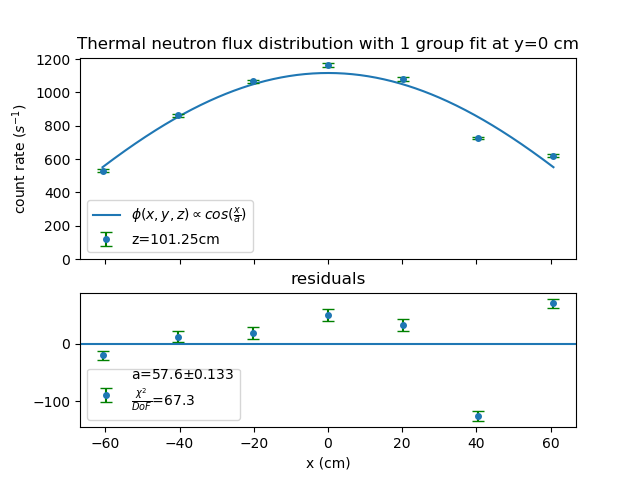 Thermal neutron flux distribution with 1 group fit at y=0 cm
1200
1000
800
600
400
200
0
count rate (s⁻¹)
ϕ(x, y, z) ∝ cos(x/a)
z=101.25cm
residuals
0
−100
a=57.6±0.133
χ²/DoF=67.3
−60 −40 −20 0 20 40 60
x (cm)